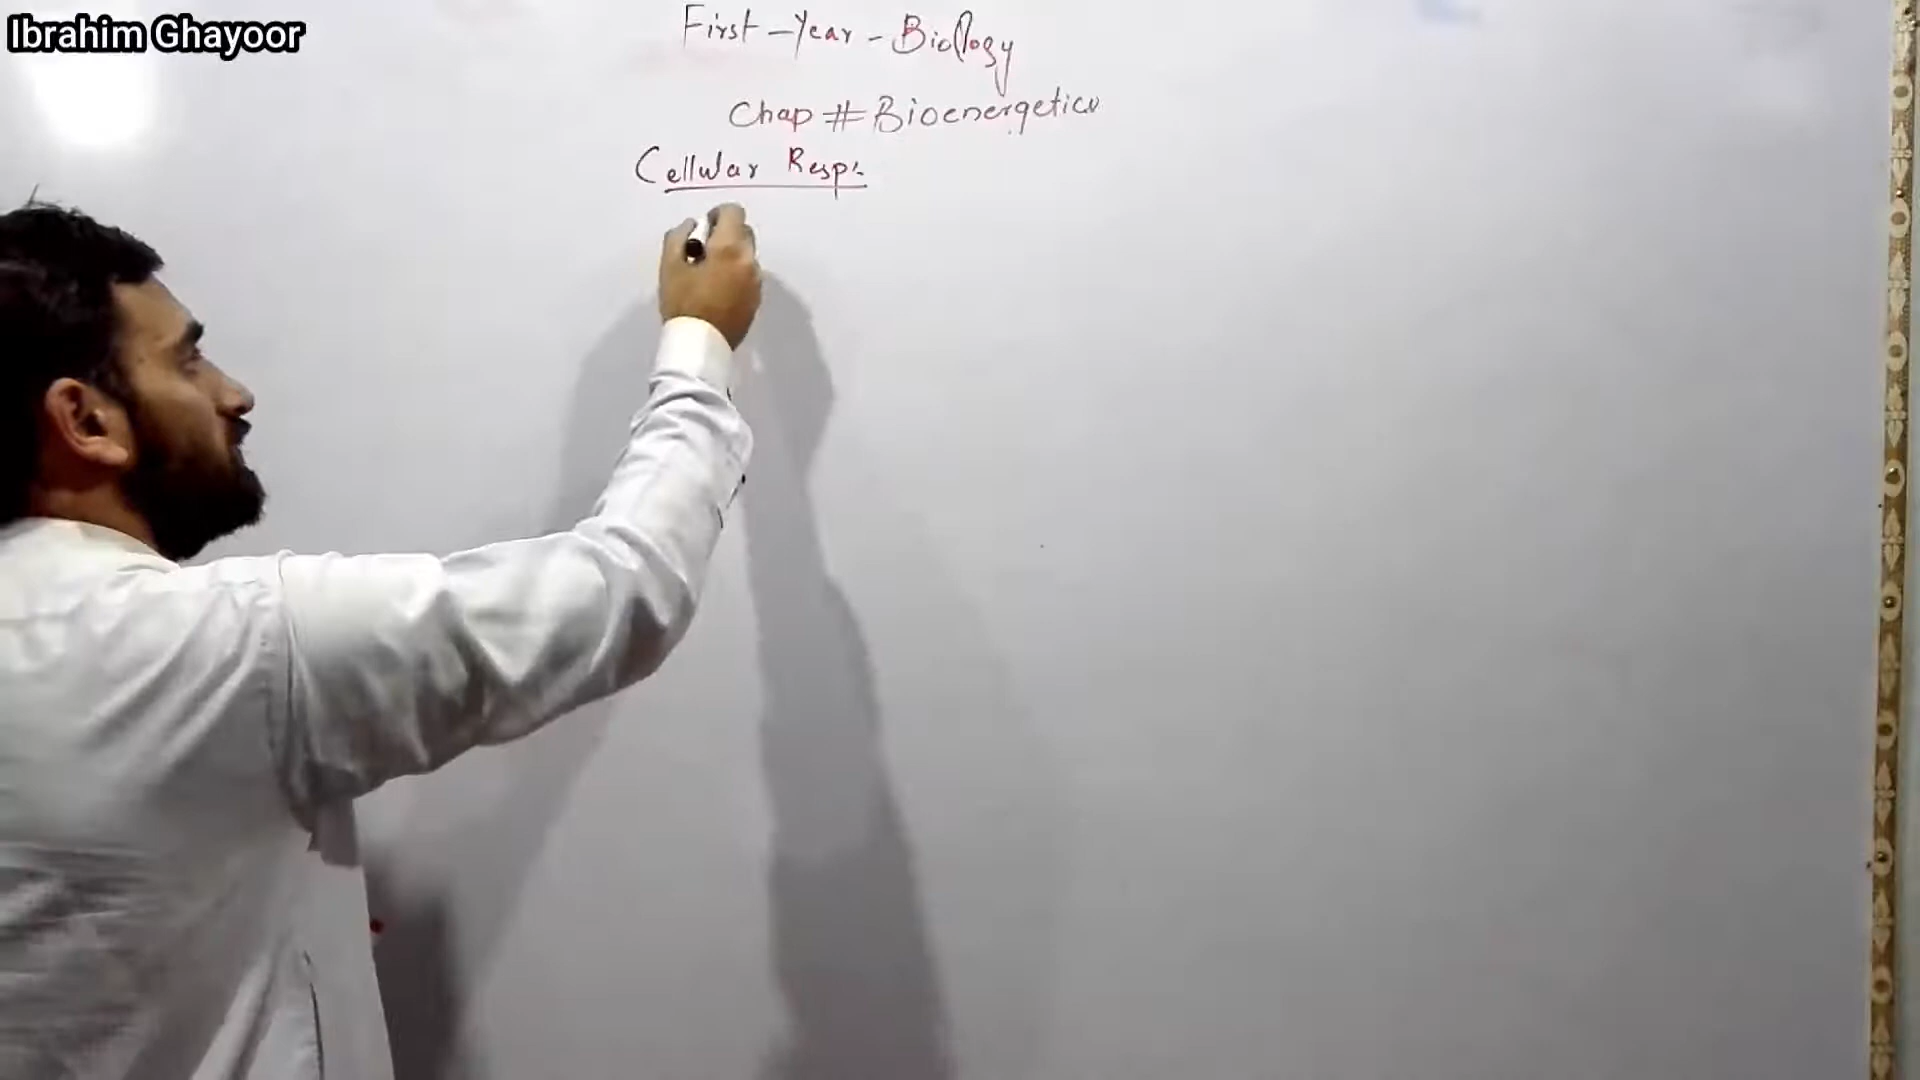 Ibrahim Ghayoor
First-Year-Biology
Chap # Bioenergetics
Cellular Resp: